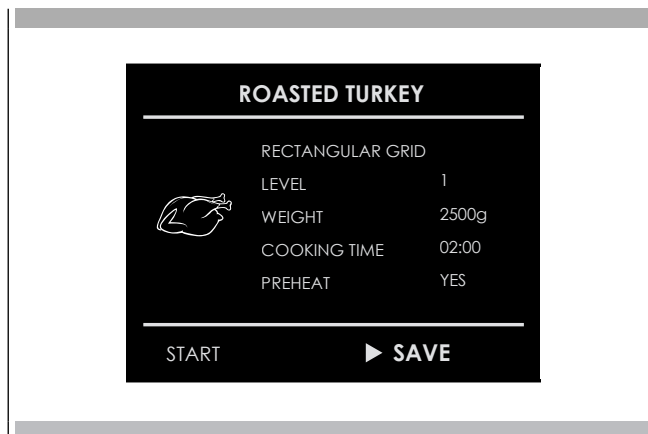 ROASTED TURKEY
RECTANGULAR GRID
LEVEL 1
WEIGHT 2500g
COOKING TIME 02:00
PREHEAT YES
START ▶ SAVE